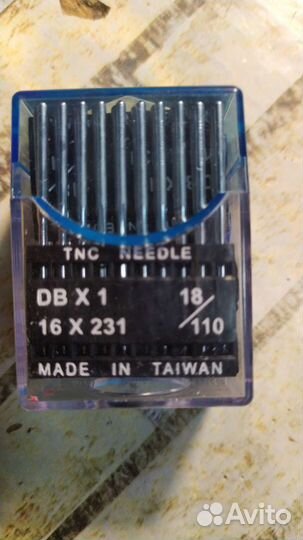 TNC NEEDLE
DB X 1 18/110
16 X 231
MADE IN TAIWAN
Avito